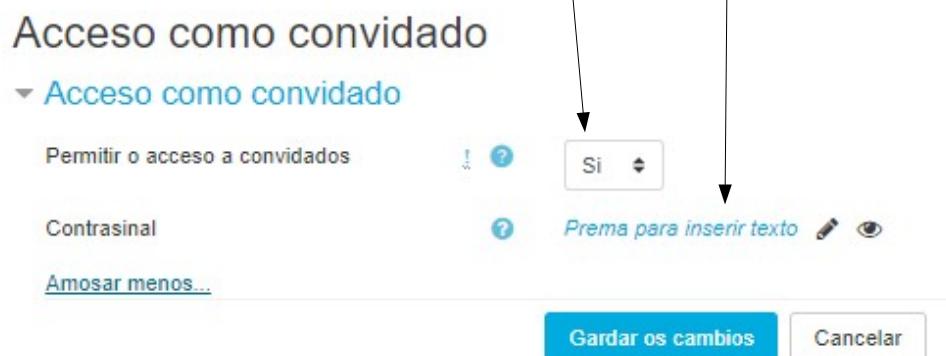 Acceso como convidado
Acceso como convidado
Permitir o acceso a convidados ! Si
Contrasinal Prema para inserir texto
Amosar menos...
Gardar os cambios Cancelar